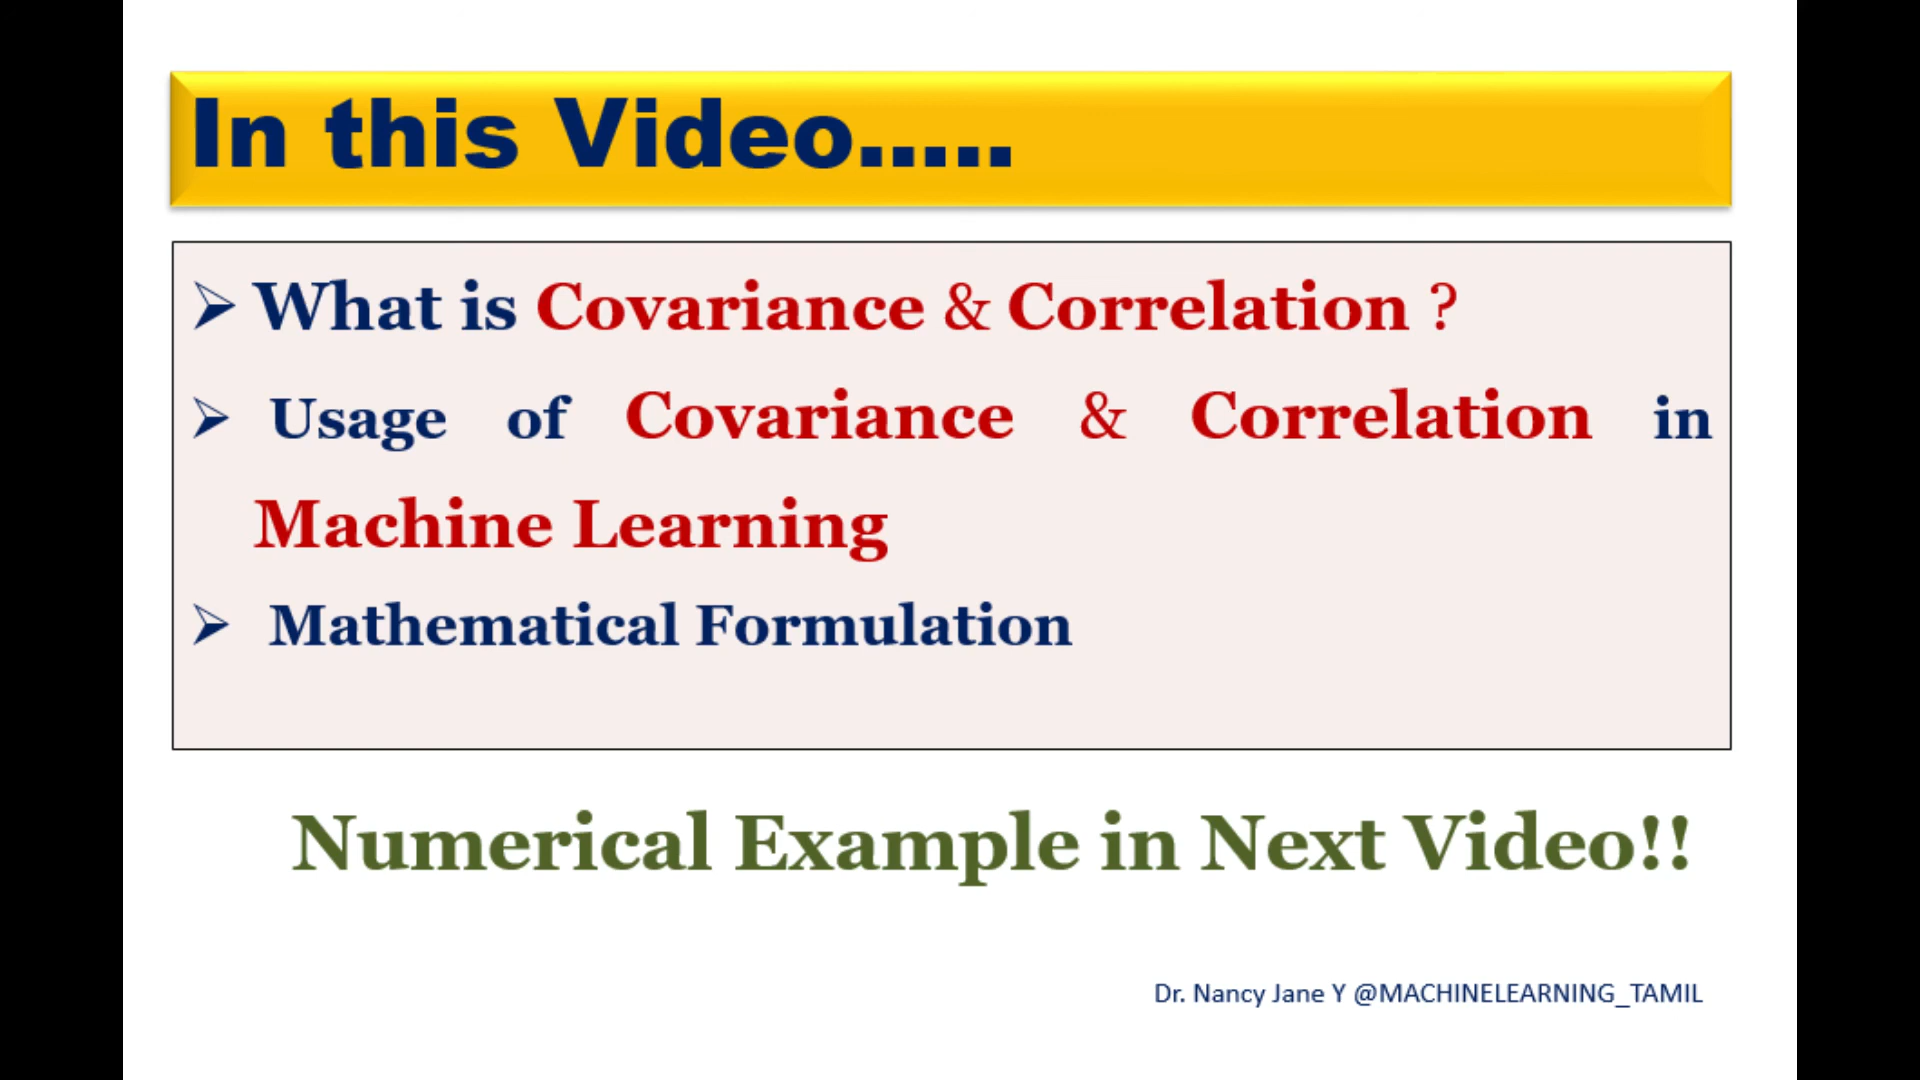 In this Video.....
➢ What is Covariance & Correlation ?
➢ Usage of Covariance & Correlation in
Machine Learning
➢ Mathematical Formulation
Numerical Example in Next Video!!
Dr. Nancy Jane Y @MACHINELEARNING_TAMIL